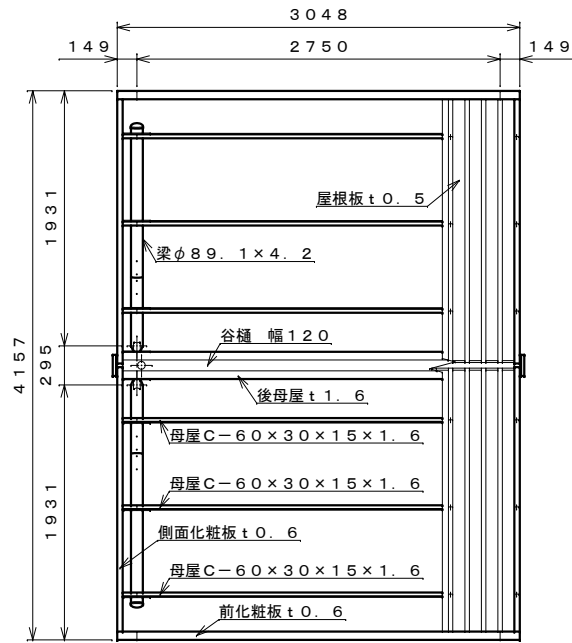 ３０４８
１４９
２７５０
１４９
１９３１
屋根板ｔ０．５
梁φ８９．１×４．２
４１５７
２９５
谷樋　幅１２０
後母屋ｔ１．６
母屋Ｃ－６０×３０×１５×１．６
母屋Ｃ－６０×３０×１５×１．６
１９３１
側面化粧板ｔ０．６
母屋Ｃ－６０×３０×１５×１．６
前化粧板ｔ０．６